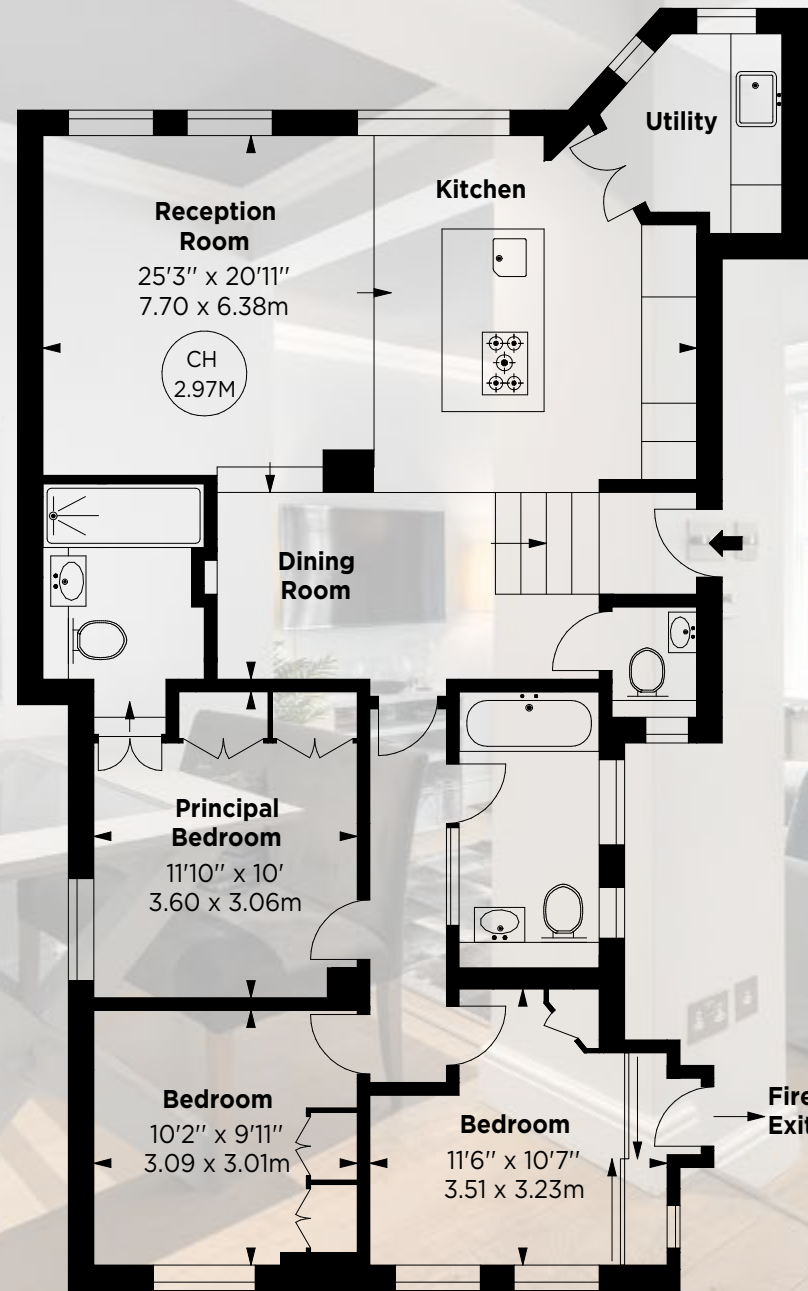 Utility
Kitchen
Reception
Room
25'3" x 20'11"
7.70 x 6.38m
CH
2.97M
Dining
Room
Principal
Bedroom
11'10" x 10'
3.60 x 3.06m
Bedroom
10'2" x 9'11"
3.09 x 3.01m
Bedroom
11'6" x 10'7"
3.51 x 3.23m
Fire
Exit